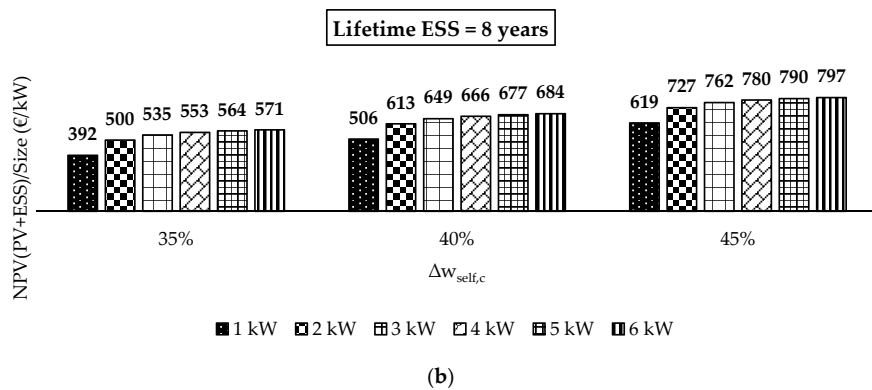 Lifetime ESS = 8 years
NPV(PV+ESS)/Size (€/kW)
392 500 535 553 564 571
506 613 649 666 677 684
619 727 762 780 790 797
35% 40% 45%
Δw_self,c
1 kW 2 kW 3 kW 4 kW 5 kW 6 kW
(b)